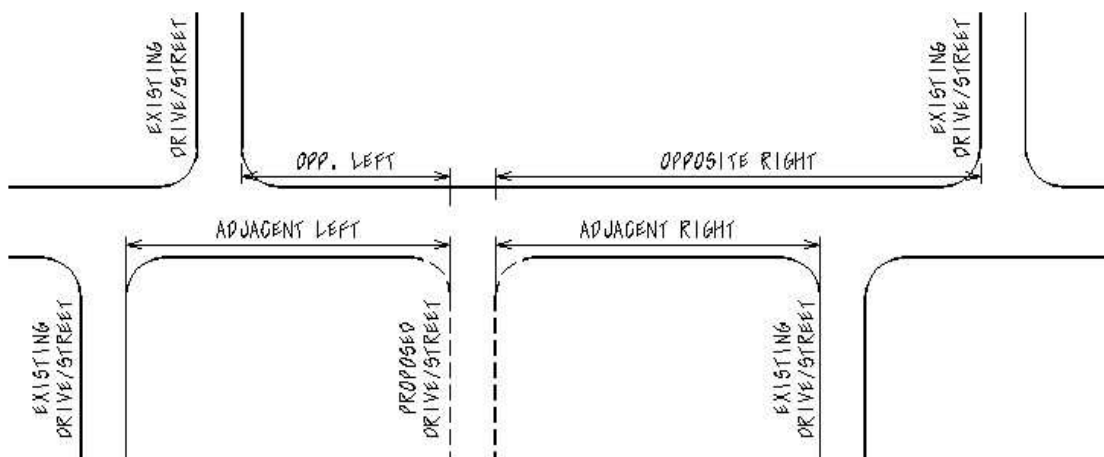 EXISTING
DRIVE/STREET
EXISTING
DRIVE/STREET
OPP. LEFT
OPPOSITE RIGHT
ADJACENT LEFT
ADJACENT RIGHT
EXISTING
DRIVE/STREET
PROPOSED
DRIVE/STREET
EXISTING
DRIVE/STREET